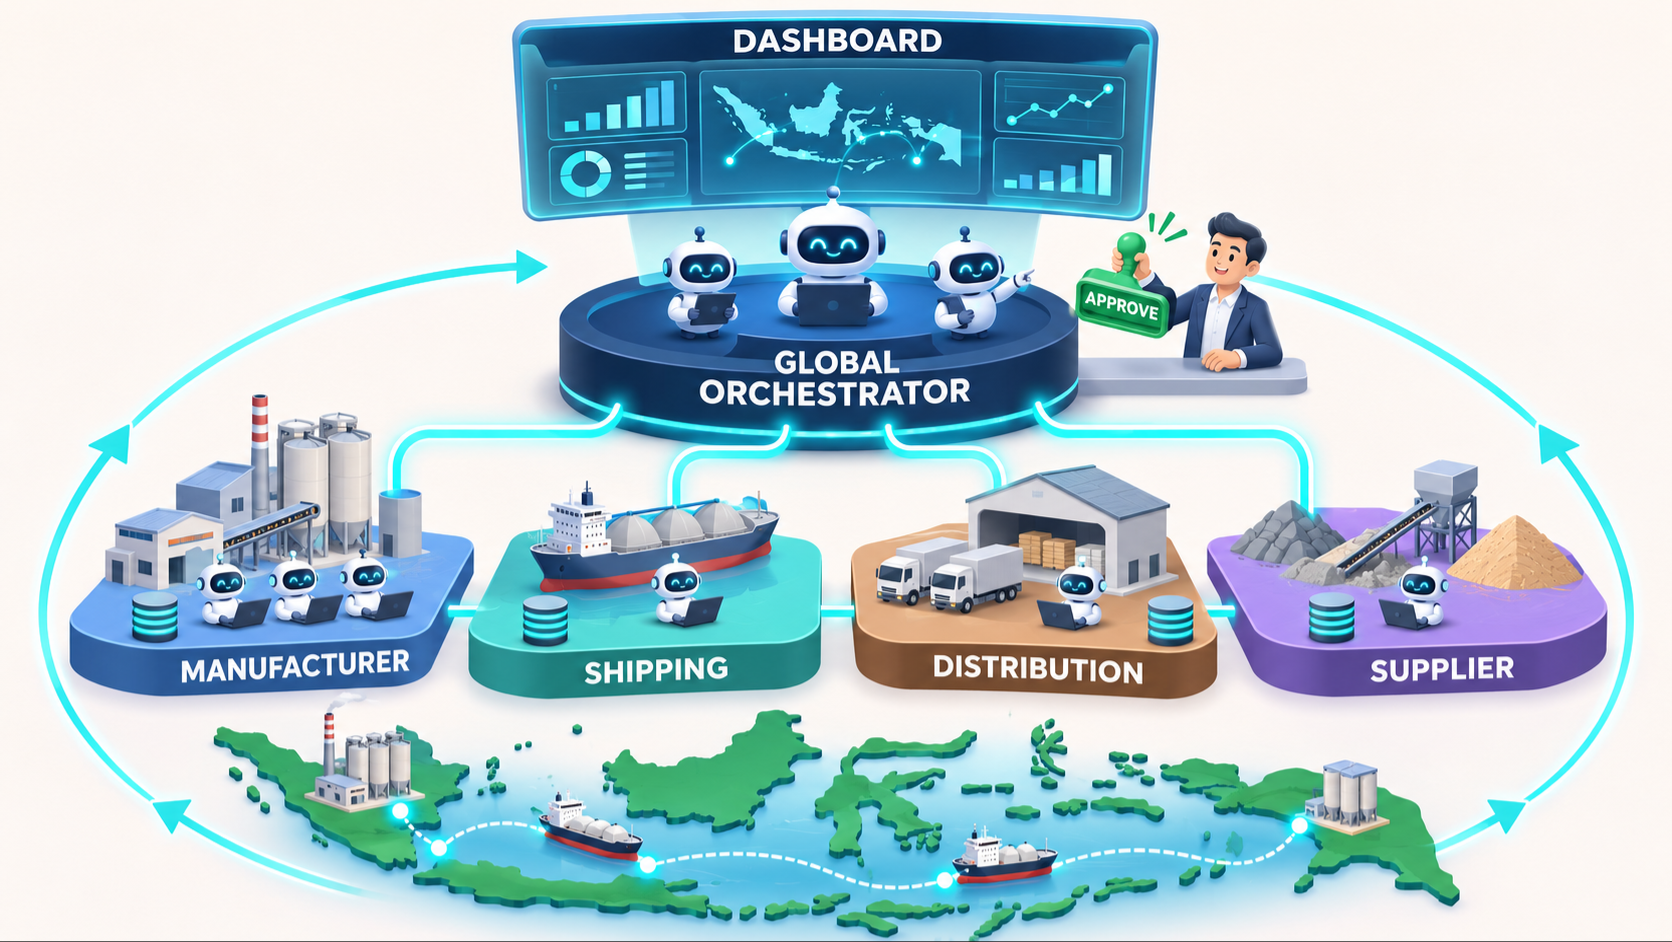 DASHBOARD
APPROVE
GLOBAL
ORCHESTRATOR
MANUFACTURER
SHIPPING
DISTRIBUTION
SUPPLIER